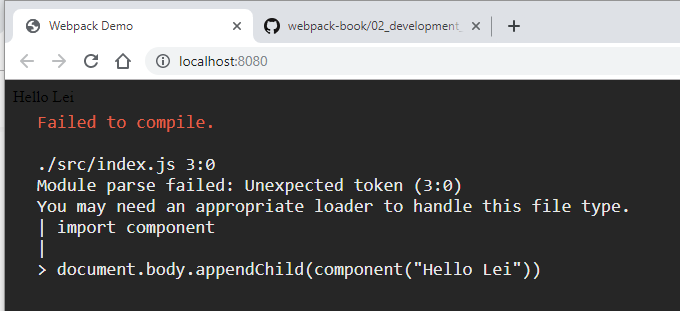 Webpack Demo
webpack-book/02_development_
localhost:8080
Hello Lei
Failed to compile.
./src/index.js 3:0
Module parse failed: Unexpected token (3:0)
You may need an appropriate loader to handle this file type.
| import component
|
> document.body.appendChild(component("Hello Lei"))